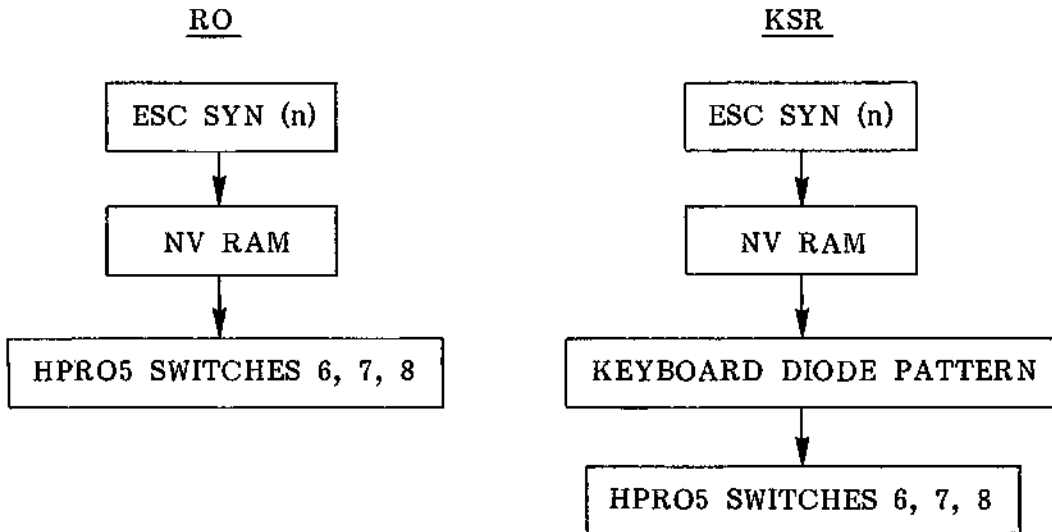 RO
ESC SYN (n)
NV RAM
HPRO5 SWITCHES 6, 7, 8
KSR
ESC SYN (n)
NV RAM
KEYBOARD DIODE PATTERN
HPRO5 SWITCHES 6, 7, 8